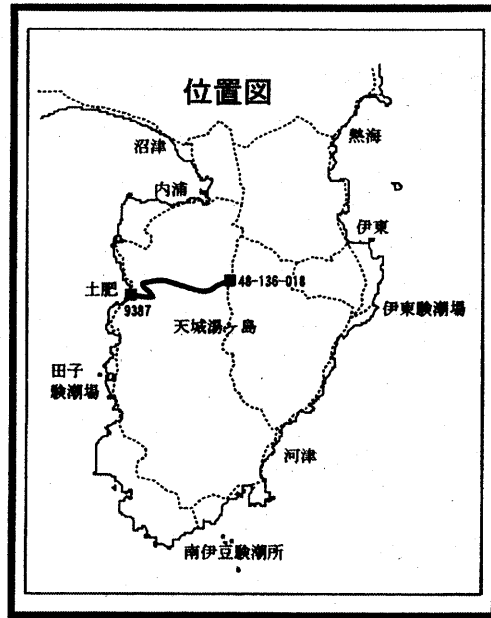 位置図
沼津
熱海
内浦
伊東
土肥
48-136-018
9387
天城湯ヶ島
伊東験潮場
田子
験潮場
河津
南伊豆験潮所